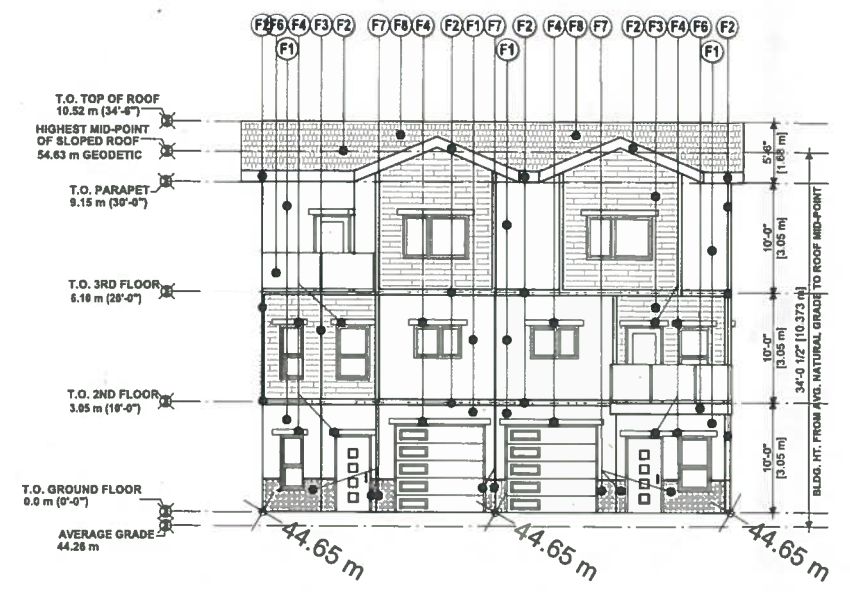 F2 F6 F4 F3 F2 F7 F8 F4 F2 F1 F7 F2 F4 F8 F7 F2 F3 F4 F6 F2
F1 F1 F1
T.O. TOP OF ROOF
10.52 m (34'-6")
HIGHEST MID-POINT
OF SLOPED ROOF
54.63 m GEODETIC
T.O. PARAPET
9.15 m (30'-0")
T.O. 3RD FLOOR
6.10 m (20'-0")
T.O. 2ND FLOOR
3.05 m (10'-0")
T.O. GROUND FLOOR
0.0 m (0'-0")
AVERAGE GRADE
44.26 m
5'-6"
[1.68 m]
10'-0"
[3.05 m]
10'-0"
[3.05 m]
10'-0"
[3.05 m]
34'-0 1/2" [10.373 m]
BLDG. HT. FROM AVG. NATURAL GRADE TO ROOF MID-POINT
44.65 m
44.65 m
44.65 m